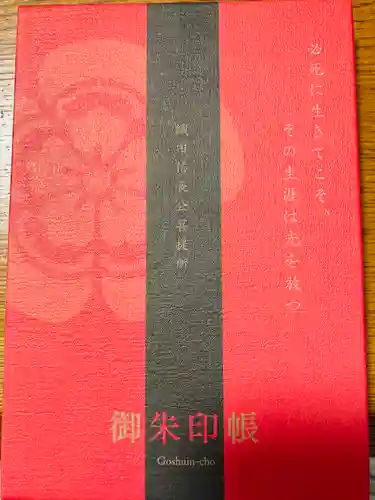 必死に生きてこそ、
その生涯は光を放つ
織田信長公菩提所
御朱印帳
Goshuin-cho